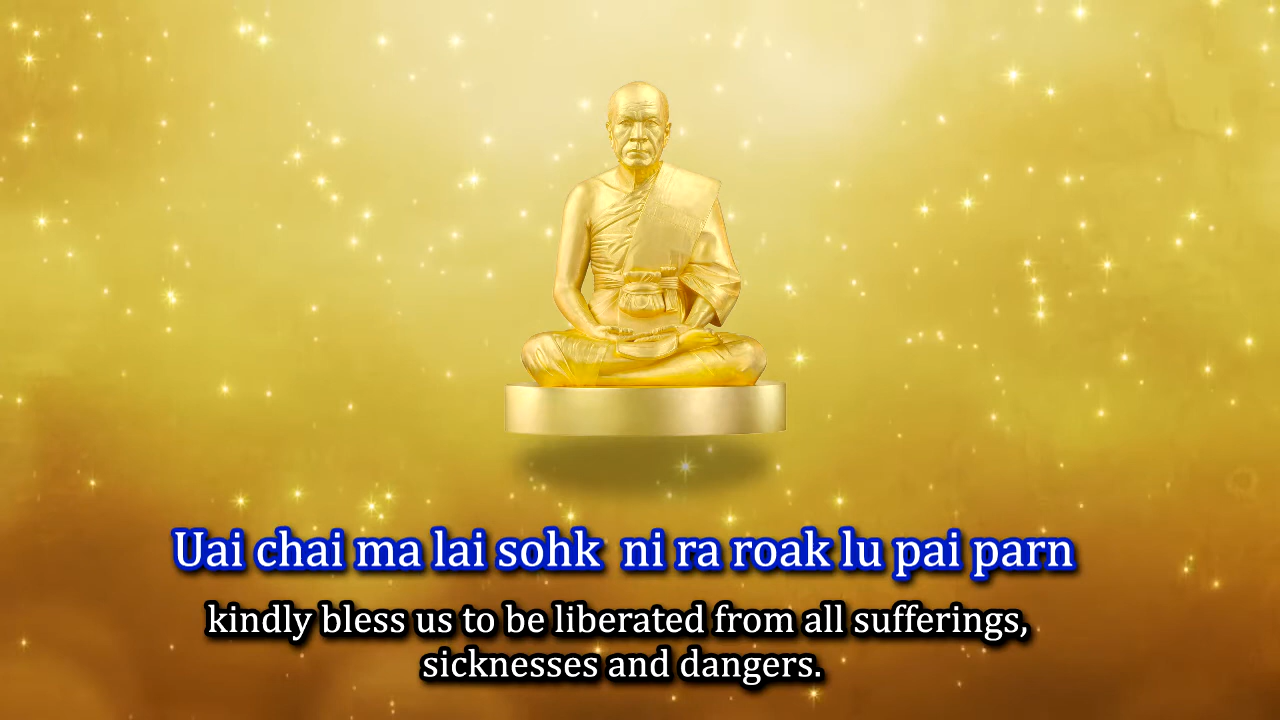 Uai chai ma lai sohk ni ra roak lu pai parn
kindly bless us to be liberated from all sufferings,
sicknesses and dangers.